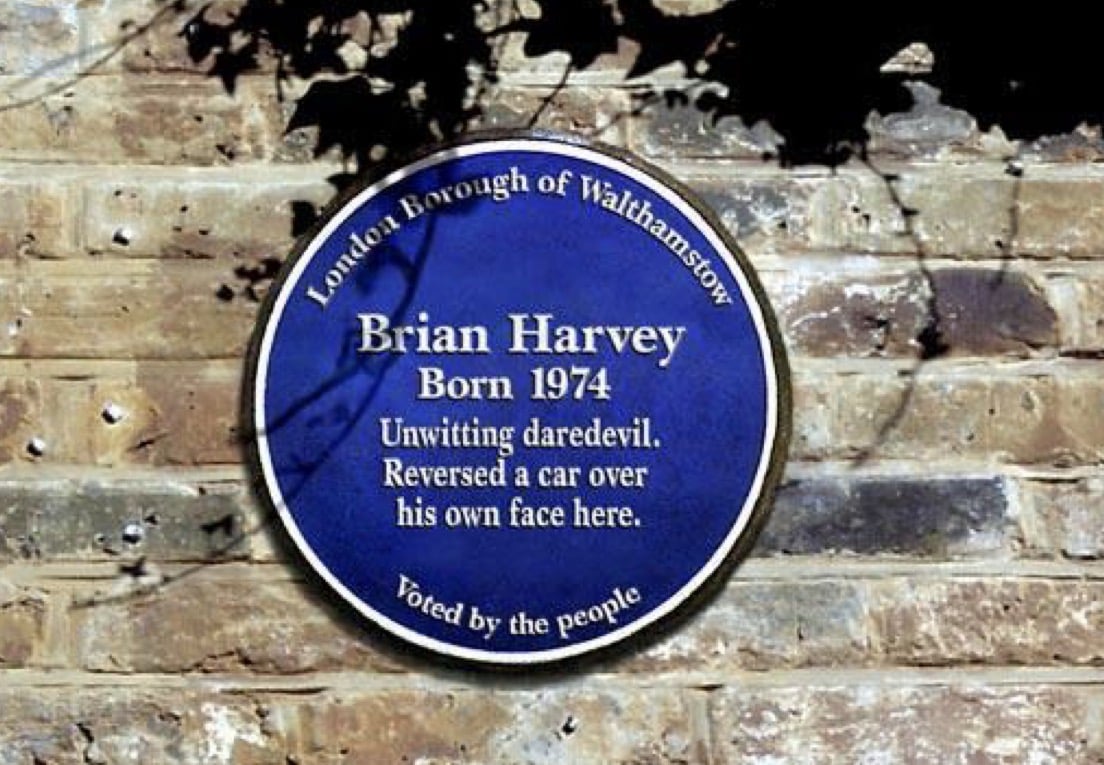 London Borough of Walthamstow
Brian Harvey
Born 1974
Unwitting daredevil.
Reversed a car over
his own face here.
Voted by the people